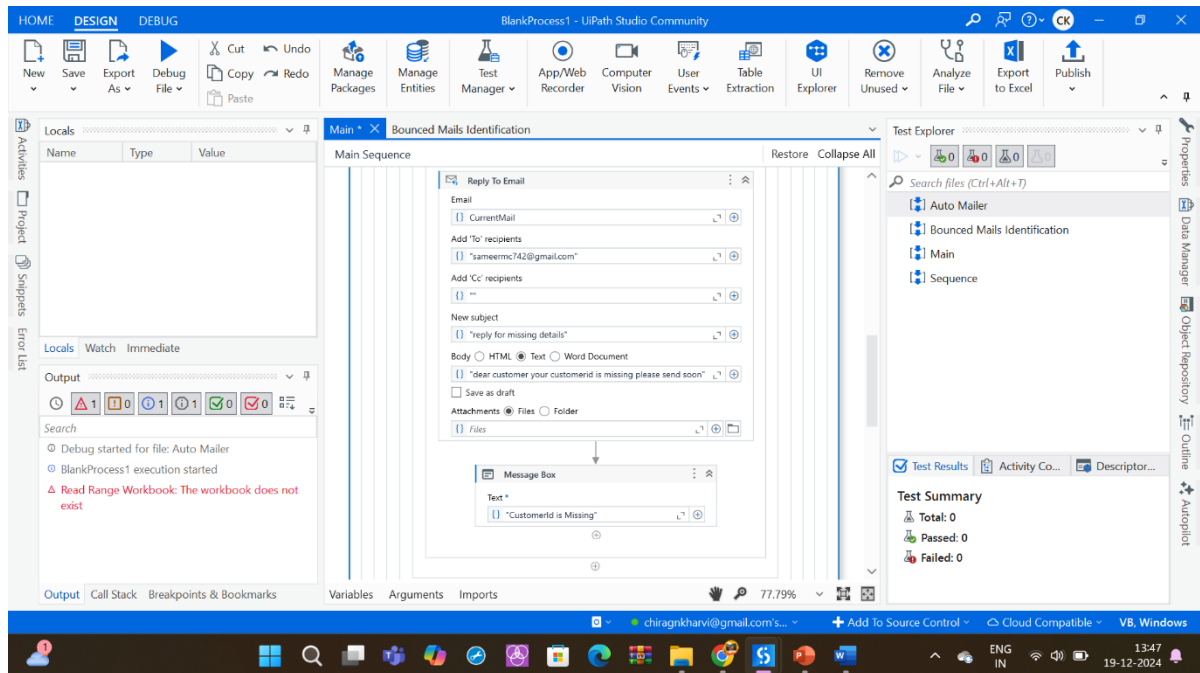 HOME DESIGN DEBUG BlankProcess1 - UiPath Studio Community CK
New Save Export As Debug File Cut Copy Paste Undo Redo Manage Packages Manage Entities Test Manager App/Web Recorder Computer Vision User Events Table Extraction UI Explorer Remove Unused Analyze File Export to Excel Publish
Activities
Project
Snippets
Error List
Locals
Name Type Value
Locals Watch Immediate
Output
1 0 1 1 0 0
Search
Debug started for file: Auto Mailer
BlankProcess1 execution started
Read Range Workbook: The workbook does not
exist
Output Call Stack Breakpoints & Bookmarks
Main * Bounced Mails Identification
Main Sequence Restore Collapse All
Reply To Email
Email
CurrentMail
Add 'To' recipients
"sameermc742@gmail.com"
Add 'Cc' recipients
""
New subject
"reply for missing details"
Body HTML Text Word Document
"dear customer your customerid is missing please send soon"
Save as draft
Attachments Files Folder
Files
Message Box
Text *
"CustomerId is Missing"
Variables Arguments Imports 77.79%
Test Explorer
0 0 0 0
Search files (Ctrl+Alt+T)
Auto Mailer
Bounced Mails Identification
Main
Sequence
Test Results Activity Co... Descriptor...
Test Summary
Total: 0
Passed: 0
Failed: 0
Properties
Data Manager
Object Repository
Outline
Autopilot
chiragnkharvi@gmail.com's... Add To Source Control Cloud Compatible VB, Windows
1 ENG
IN
13:47
19-12-2024